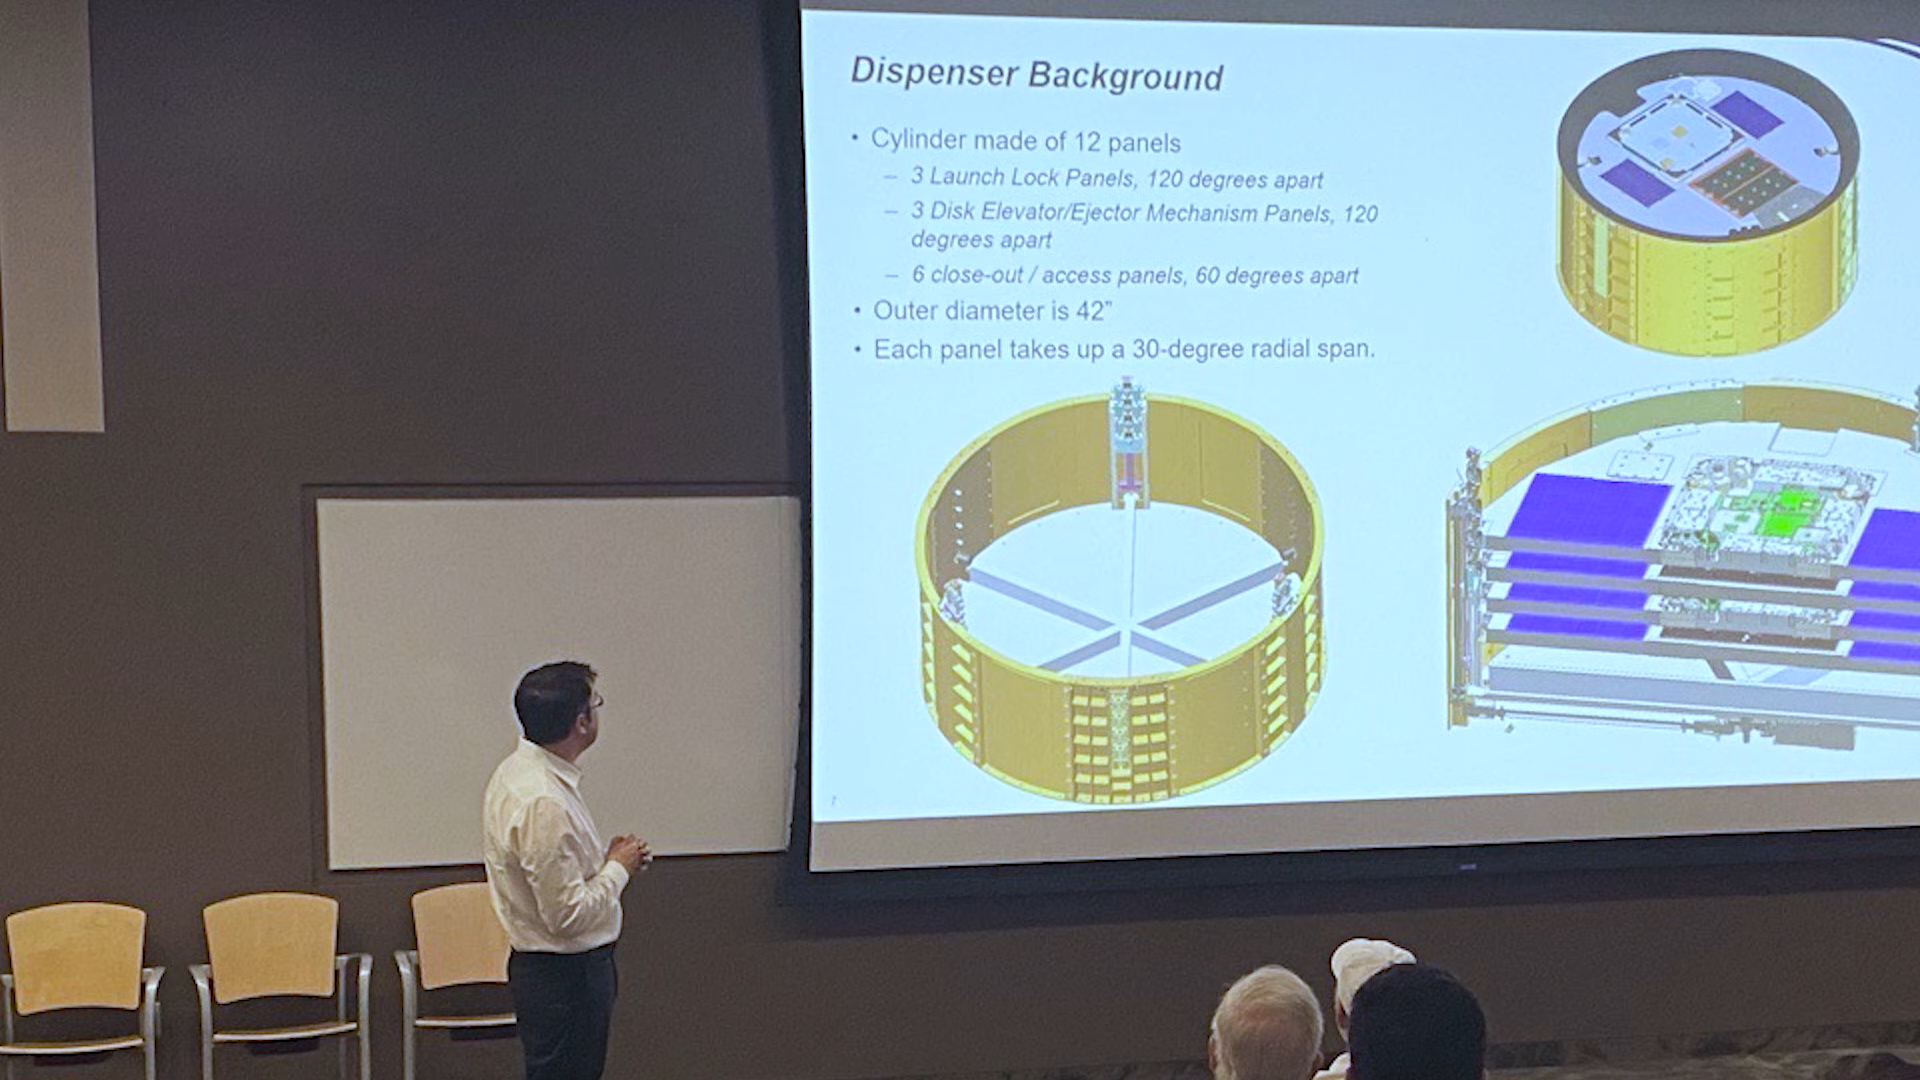 Dispenser Background
• Cylinder made of 12 panels
– 3 Launch Lock Panels, 120 degrees apart
– 3 Disk Elevator/Ejector Mechanism Panels, 120
degrees apart
– 6 close-out / access panels, 60 degrees apart
• Outer diameter is 42”
• Each panel takes up a 30-degree radial span.